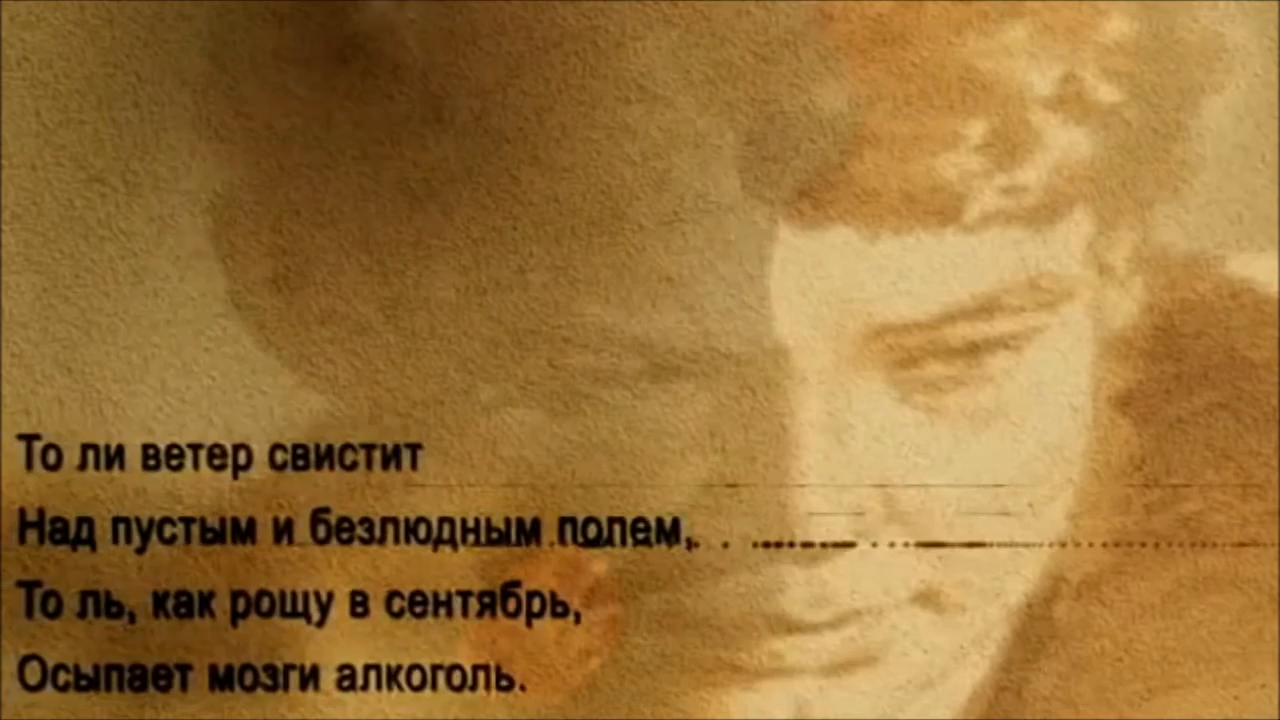 То ли ветер свистит
Над пустым и безлюдным полем,
То ль, как рощу в сентябрь,
Осыпает мозги алкоголь.